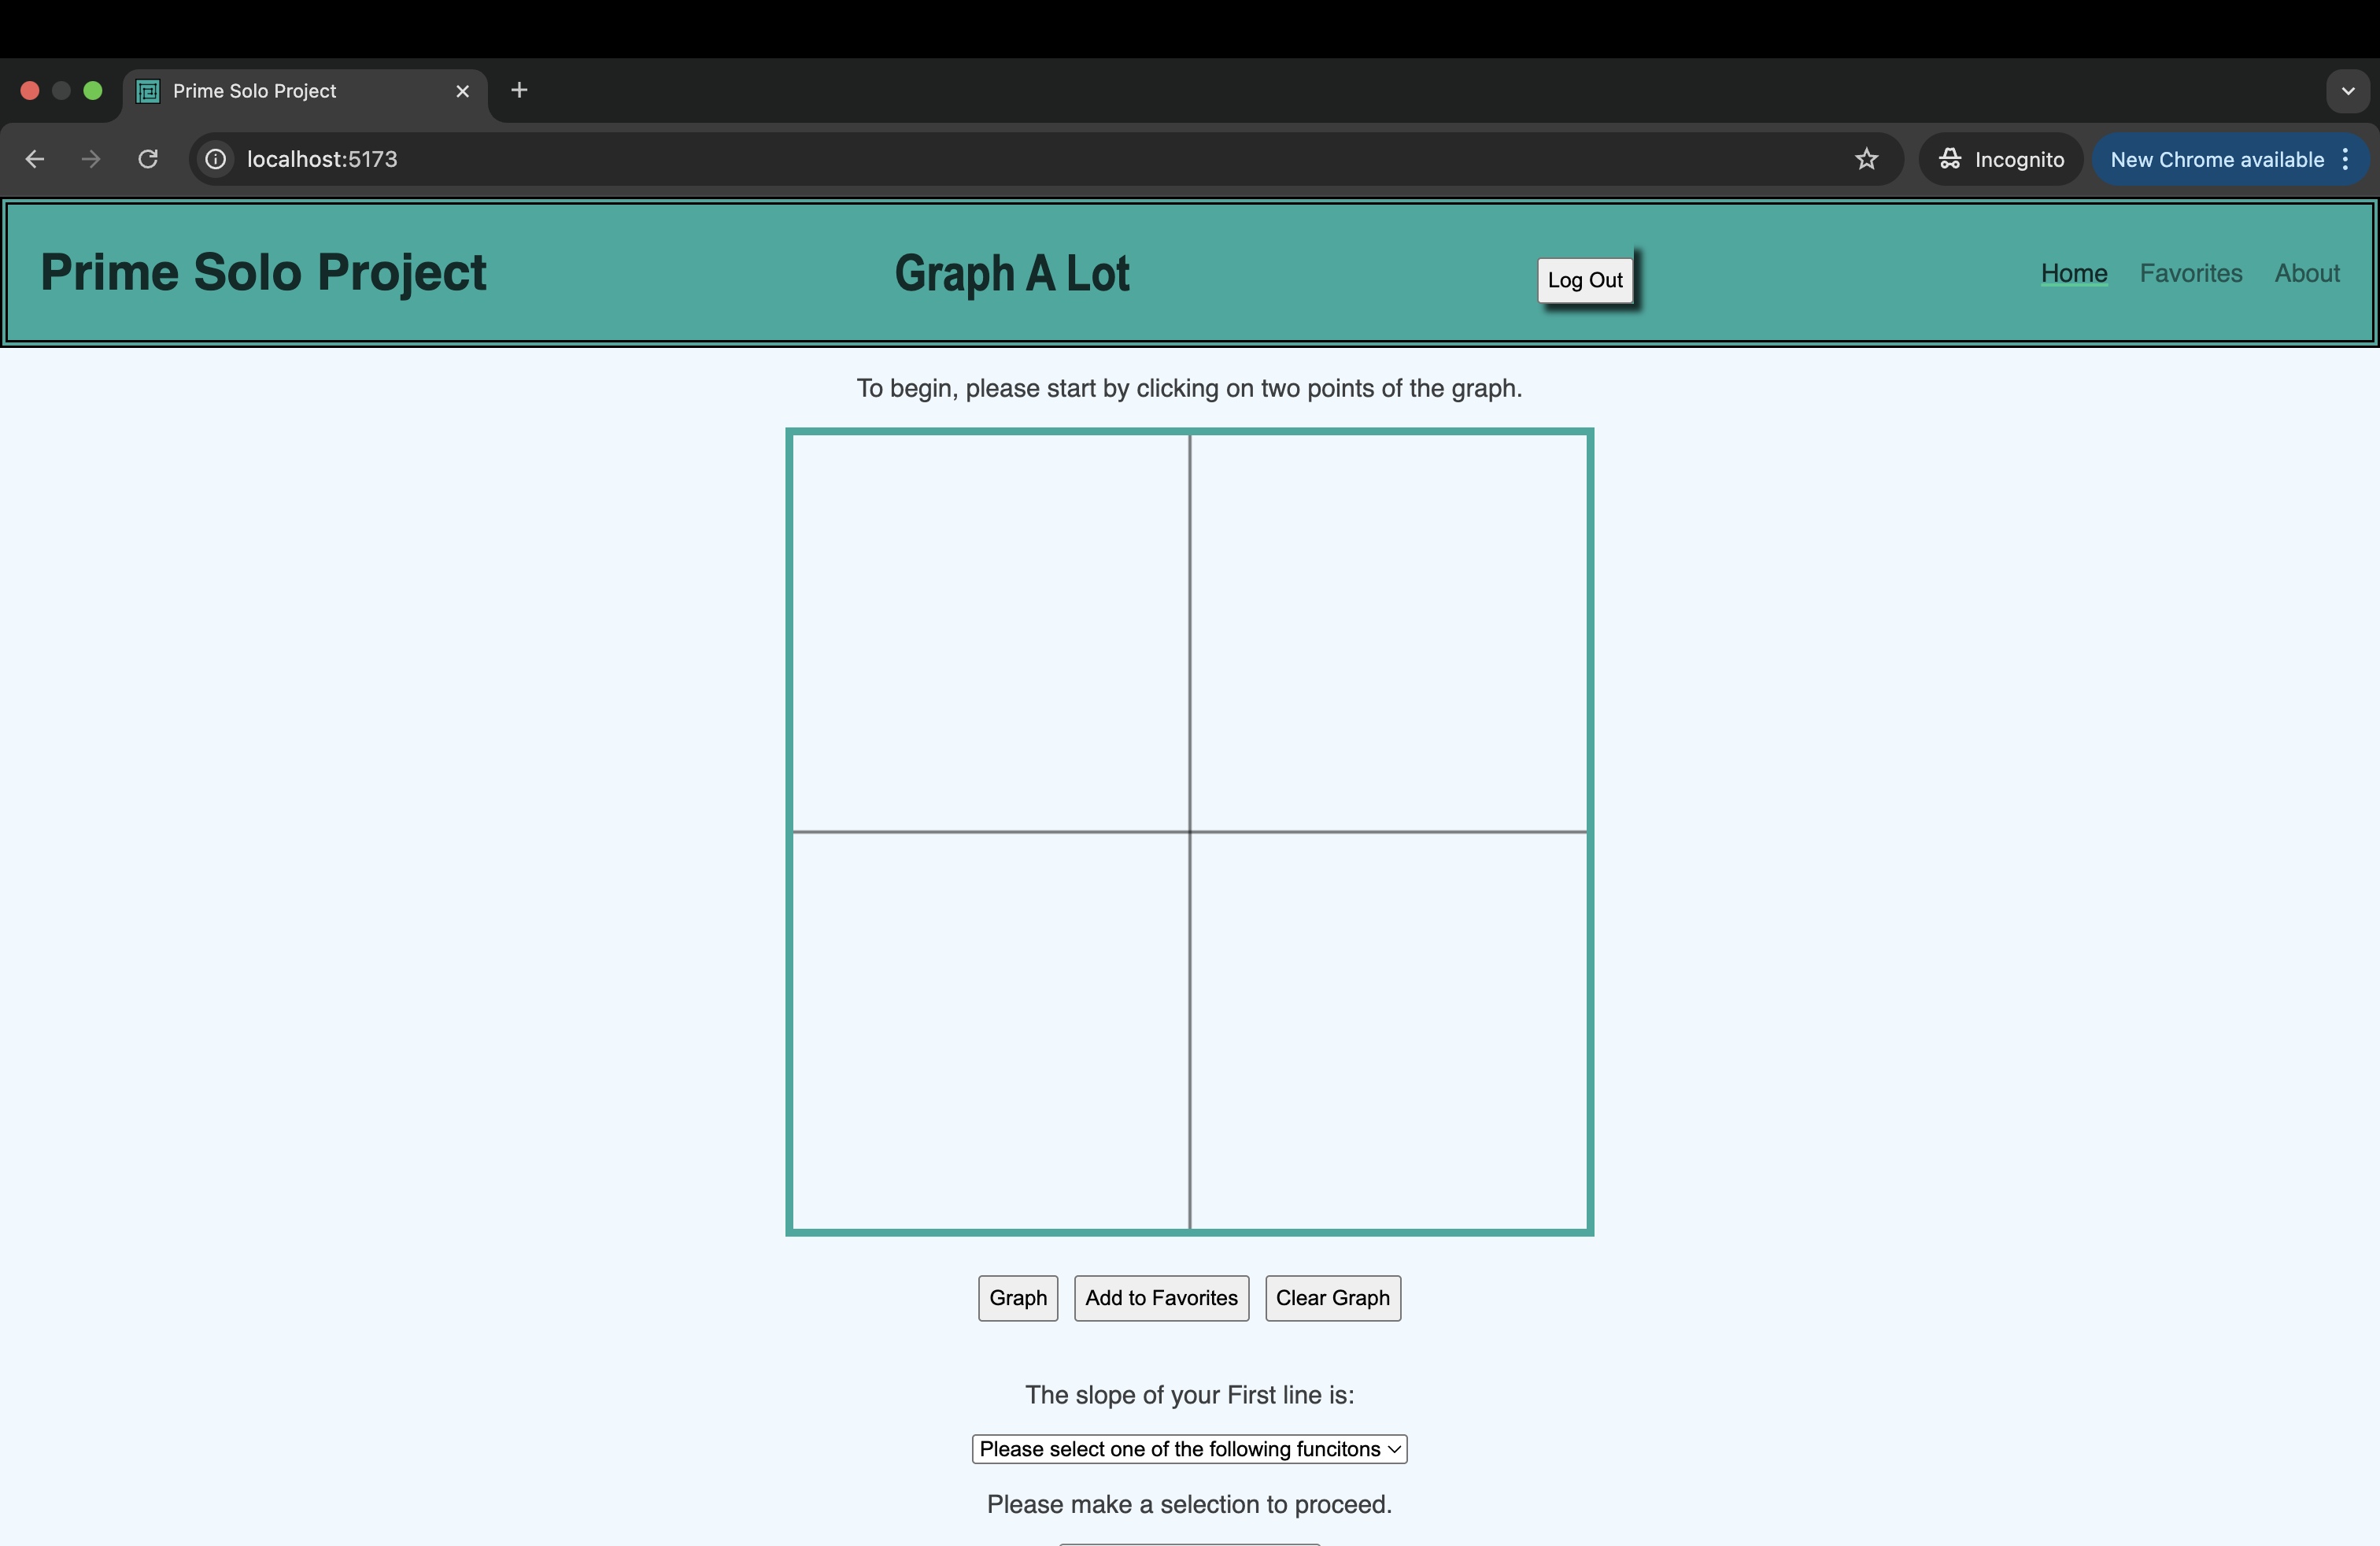 Prime Solo Project
localhost:5173
Incognito
New Chrome available
Prime Solo Project
Graph A Lot
Log Out
Home
Favorites
About
To begin, please start by clicking on two points of the graph.
Graph
Add to Favorites
Clear Graph
The slope of your First line is:
Please select one of the following funcitons
Please make a selection to proceed.